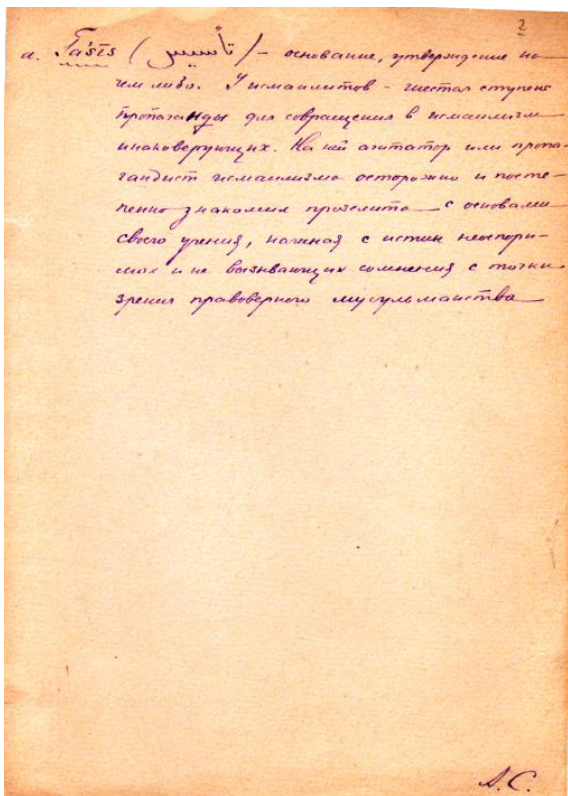 2
а. Ta'sīs (تأسيس) – основание, утверждение на
чем либо. У исмаилитов – шестая ступень
пропаганды для совращения в исмаилизм
инаковерующих. На ней агитатор или пропа-
гандист исмаилизма осторожно и посте-
пенно знакомил прозелита с основами
своего учения, начиная с истин неоспори-
мых и не вызывающих сомнения с точки
зрения правоверного мусульманства
А.С.